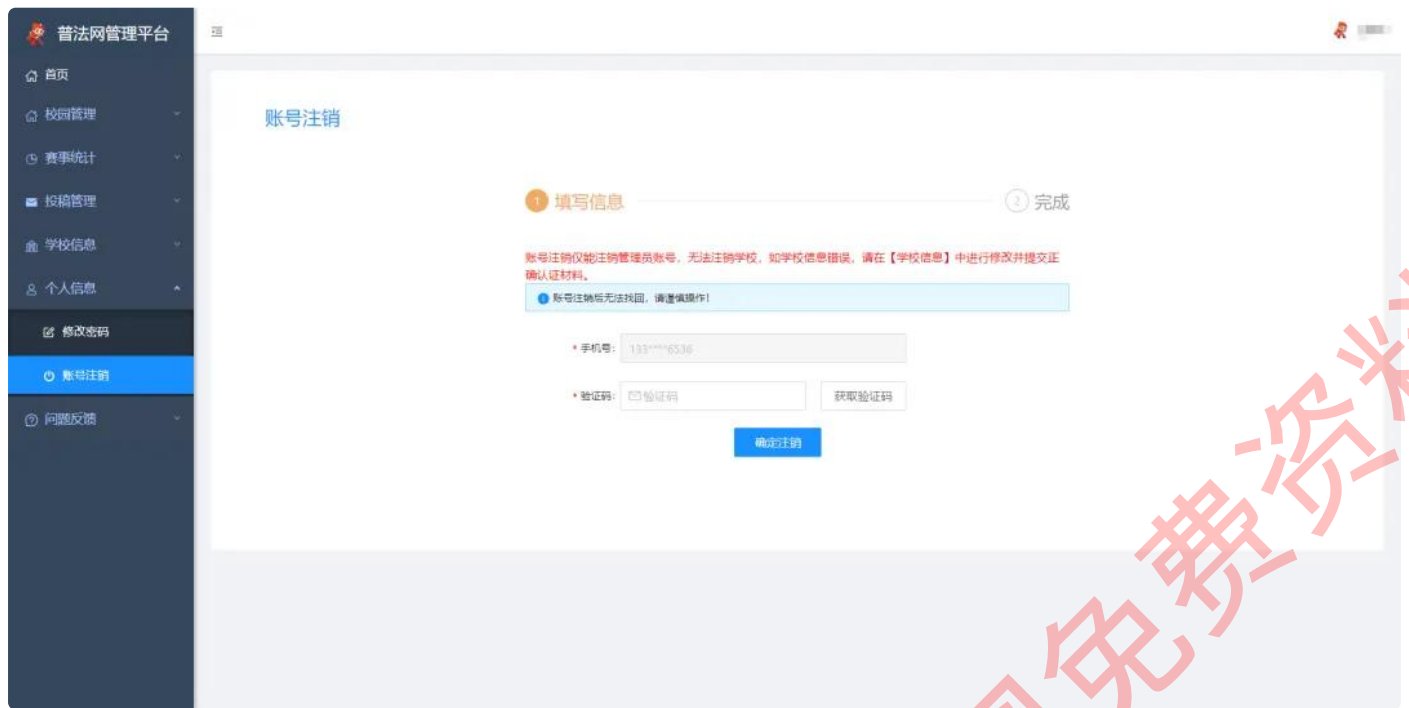 普法网管理平台
首页
校园管理
赛事统计
投稿管理
学校信息
个人信息
修改密码
账号注销
问题反馈
账号注销
1 填写信息
2 完成
账号注销仅能注销管理员账号，无法注销学校，如学校信息错误，请在【学校信息】中进行修改并提交正
确认证材料。
账号注销后无法找回，请谨慎操作！
* 手机号: 133****6536
* 验证码: 验证码 获取验证码
确定注销
免费资料